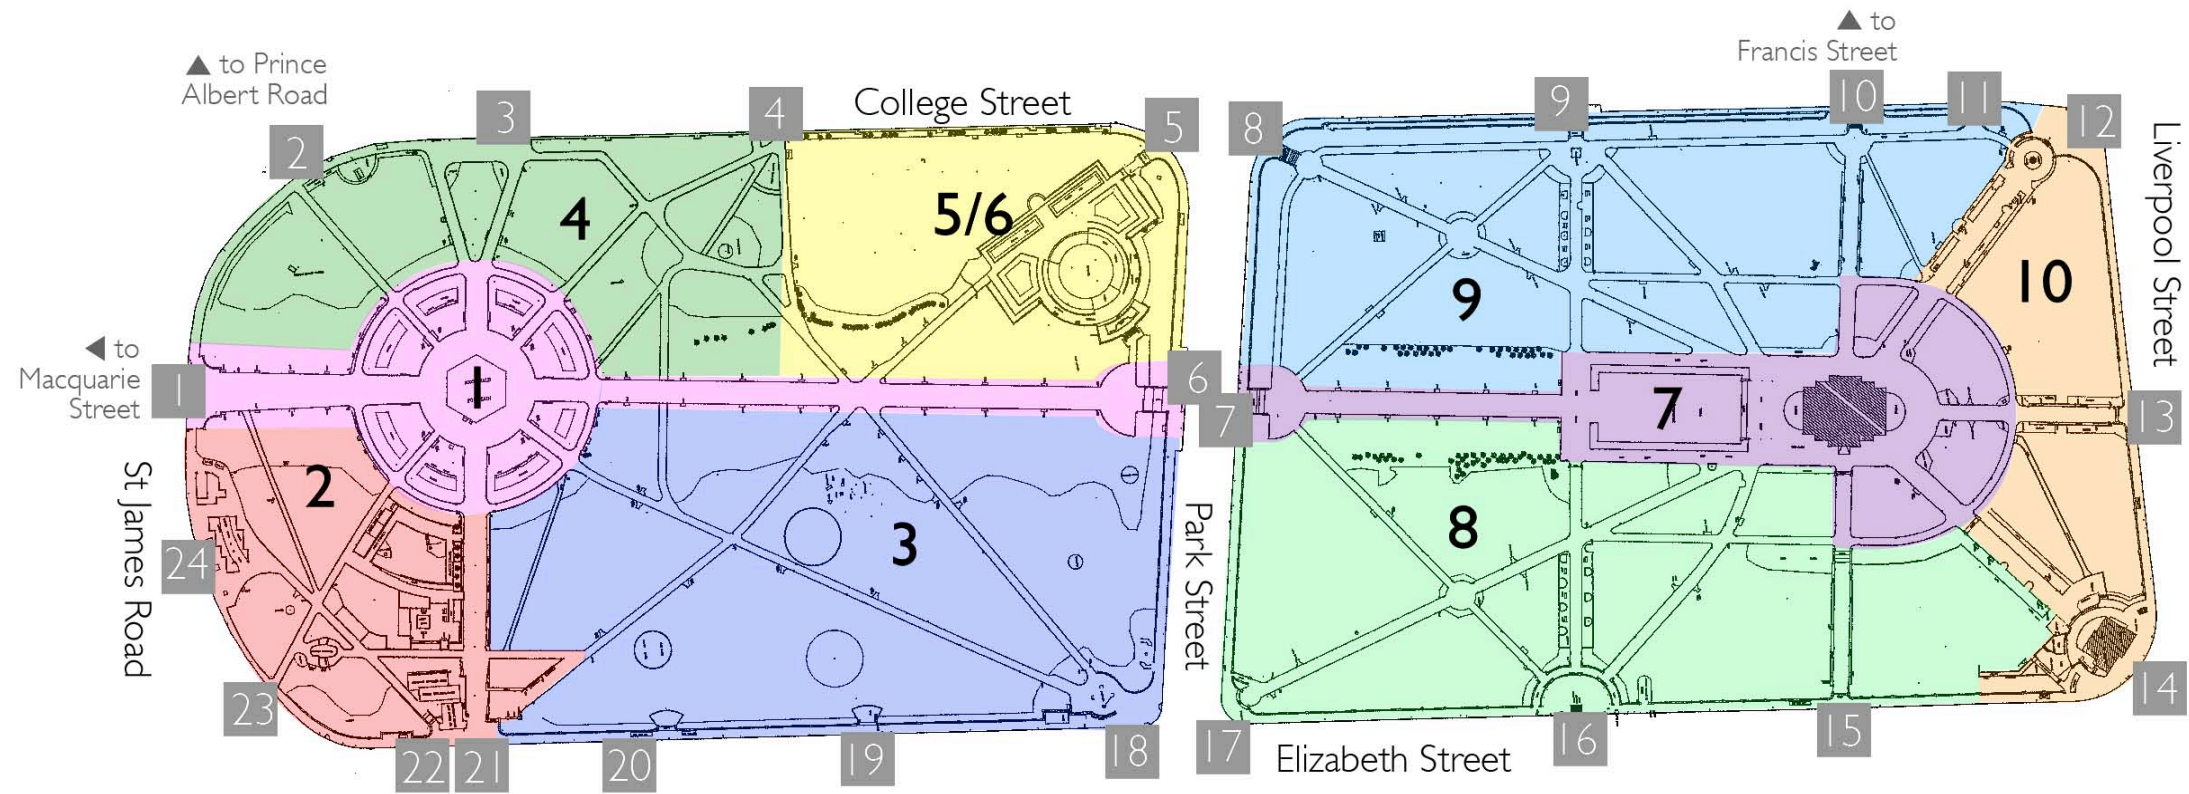 ▲ to
Francis Street
▲ to Prince
Albert Road
College Street
2
3
4
5
8
9
10
11
12
Liverpool Street
4
5/6
9
10
◀ to
Macquarie
Street
1
1
6
7
7
13
St James Road
2
3
Park Street
8
24
23
22
21
20
19
18
17
Elizabeth Street
16
15
14